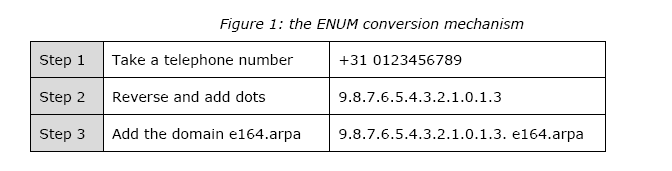 Figure 1: the ENUM conversion mechanism
Step 1 Take a telephone number +31 0123456789
Step 2 Reverse and add dots 9.8.7.6.5.4.3.2.1.0.1.3
Step 3 Add the domain e164.arpa 9.8.7.6.5.4.3.2.1.0.1.3. e164.arpa